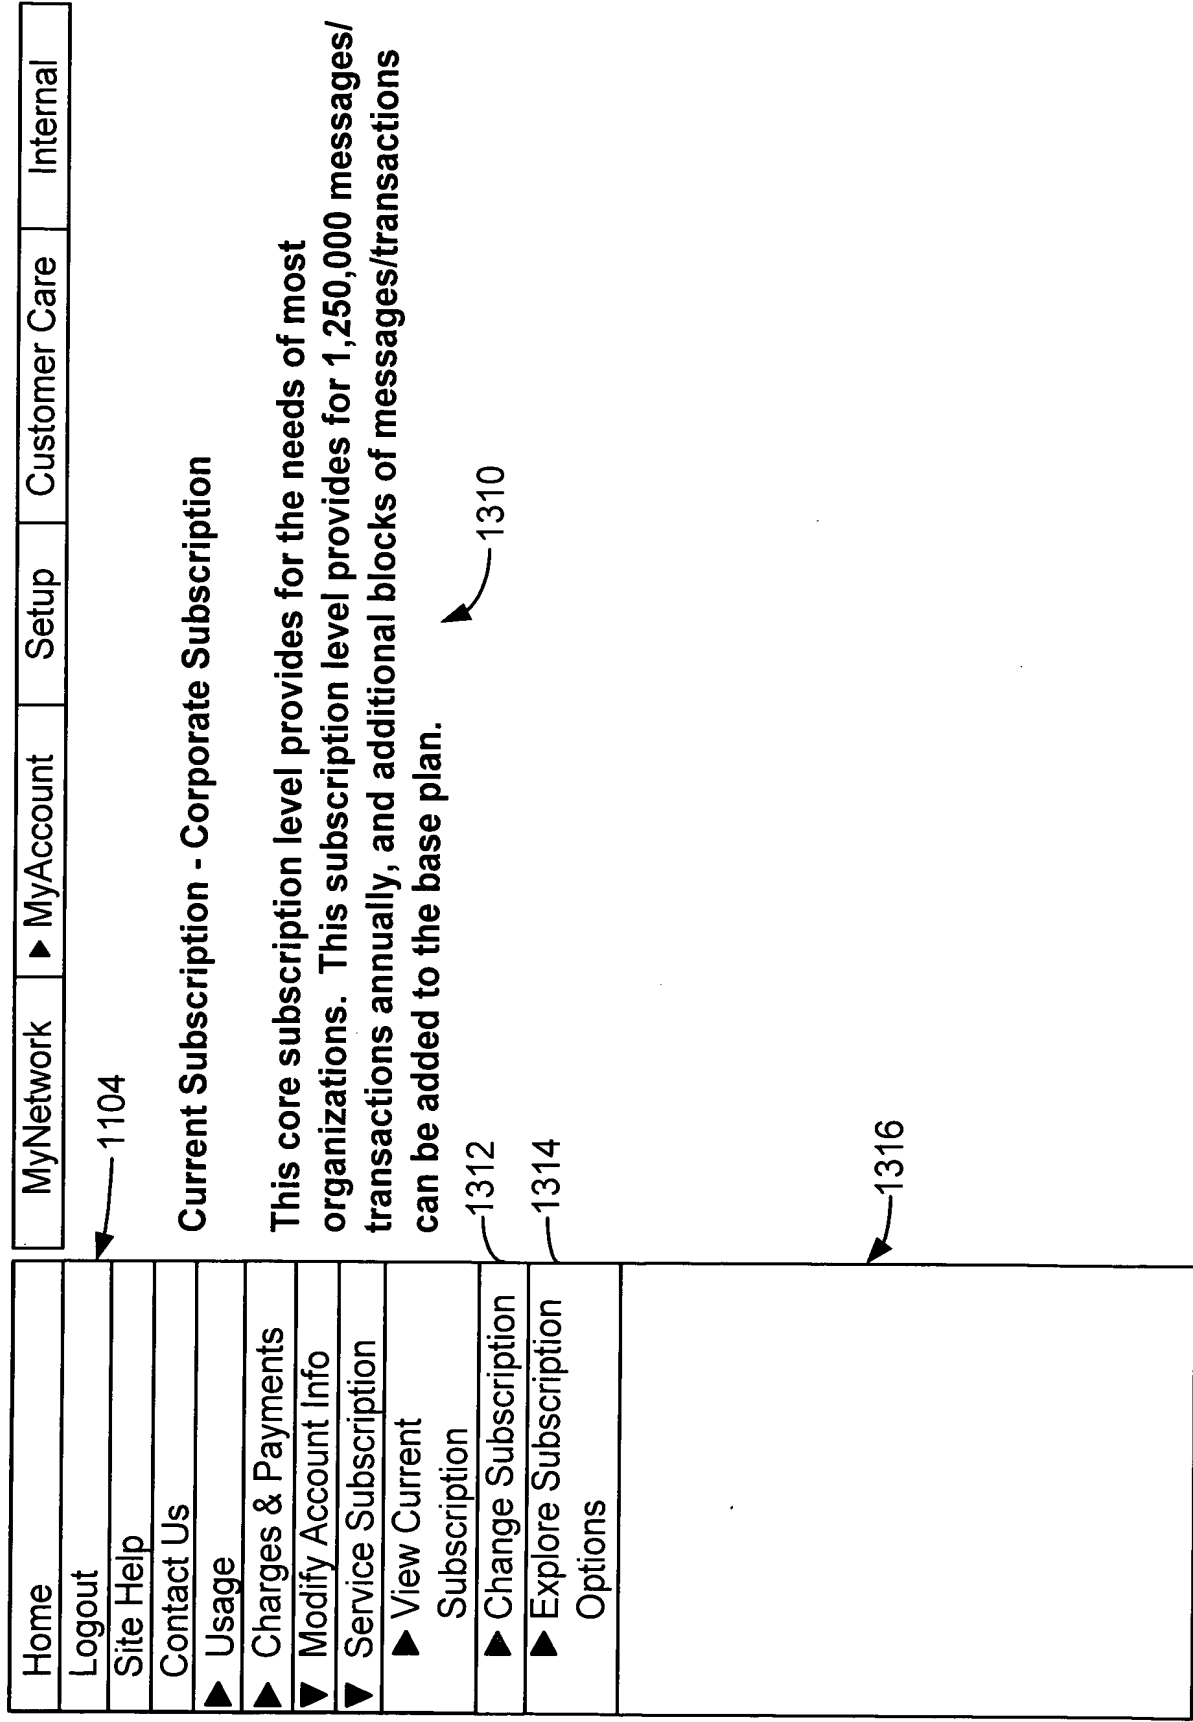 Home
Logout
Site Help
Contact Us
Usage
Charges & Payments
Modify Account Info
Service Subscription
View Current
Subscription
Change Subscription
Explore Subscription
Options
MyNetwork
MyAccount
Setup
Customer Care
Internal
1104
Current Subscription - Corporate Subscription
This core subscription level provides for the needs of most
organizations. This subscription level provides for 1,250,000 messages/
transactions annually, and additional blocks of messages/transactions
can be added to the base plan.
1310
1312
1314
1316